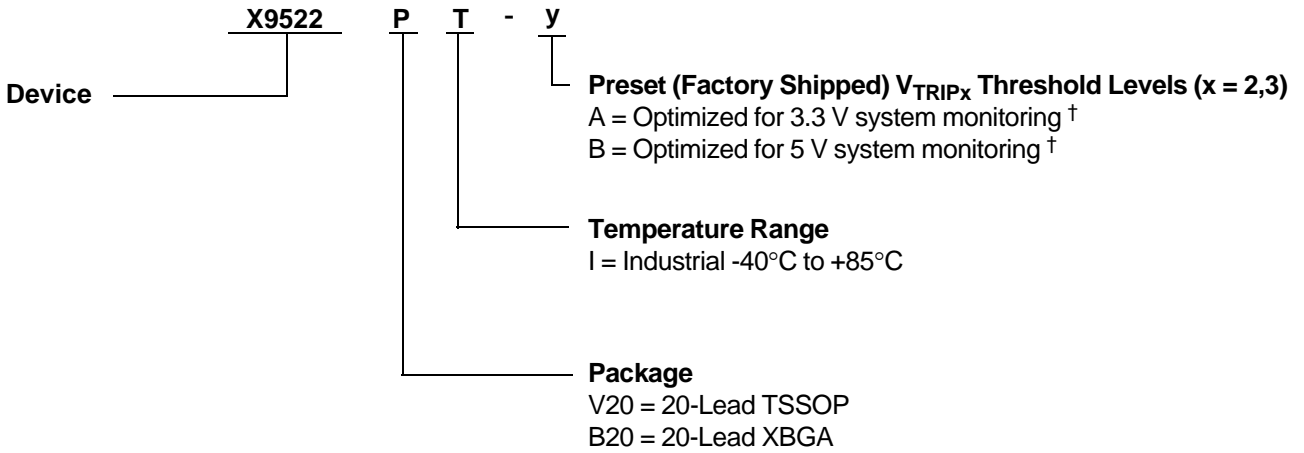 X9522 P T - y
Device
Preset (Factory Shipped) VTRIPx Threshold Levels (x = 2,3)
A = Optimized for 3.3 V system monitoring †
B = Optimized for 5 V system monitoring †
Temperature Range
I = Industrial -40°C to +85°C
Package
V20 = 20-Lead TSSOP
B20 = 20-Lead XBGA